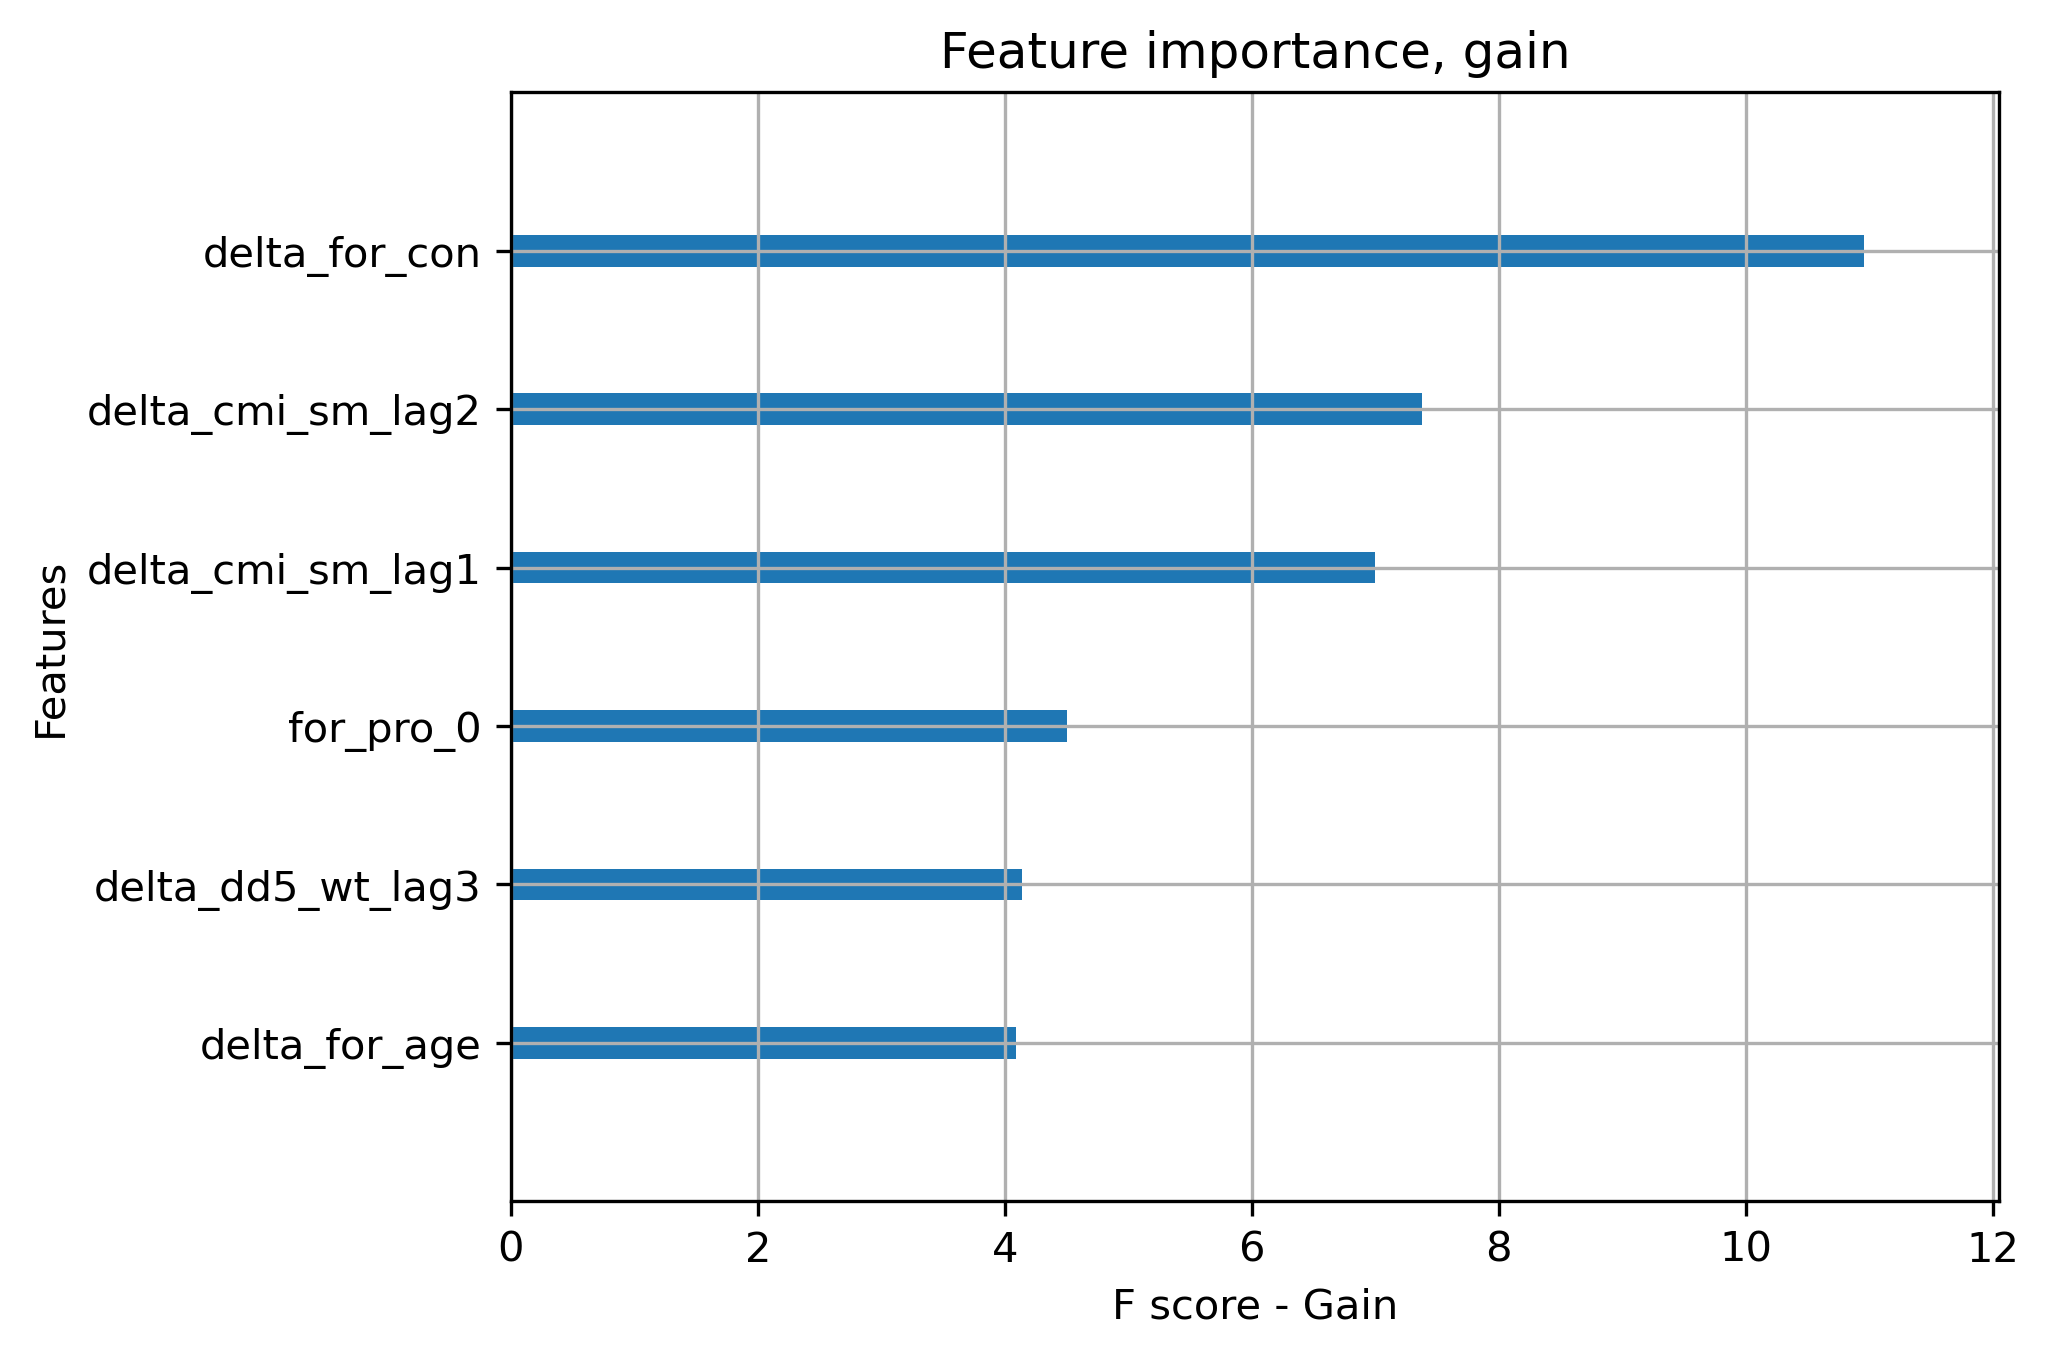 Feature importance, gain
Features
delta_for_con
delta_cmi_sm_lag2
delta_cmi_sm_lag1
for_pro_0
delta_dd5_wt_lag3
delta_for_age
0 2 4 6 8 10 12
F score - Gain